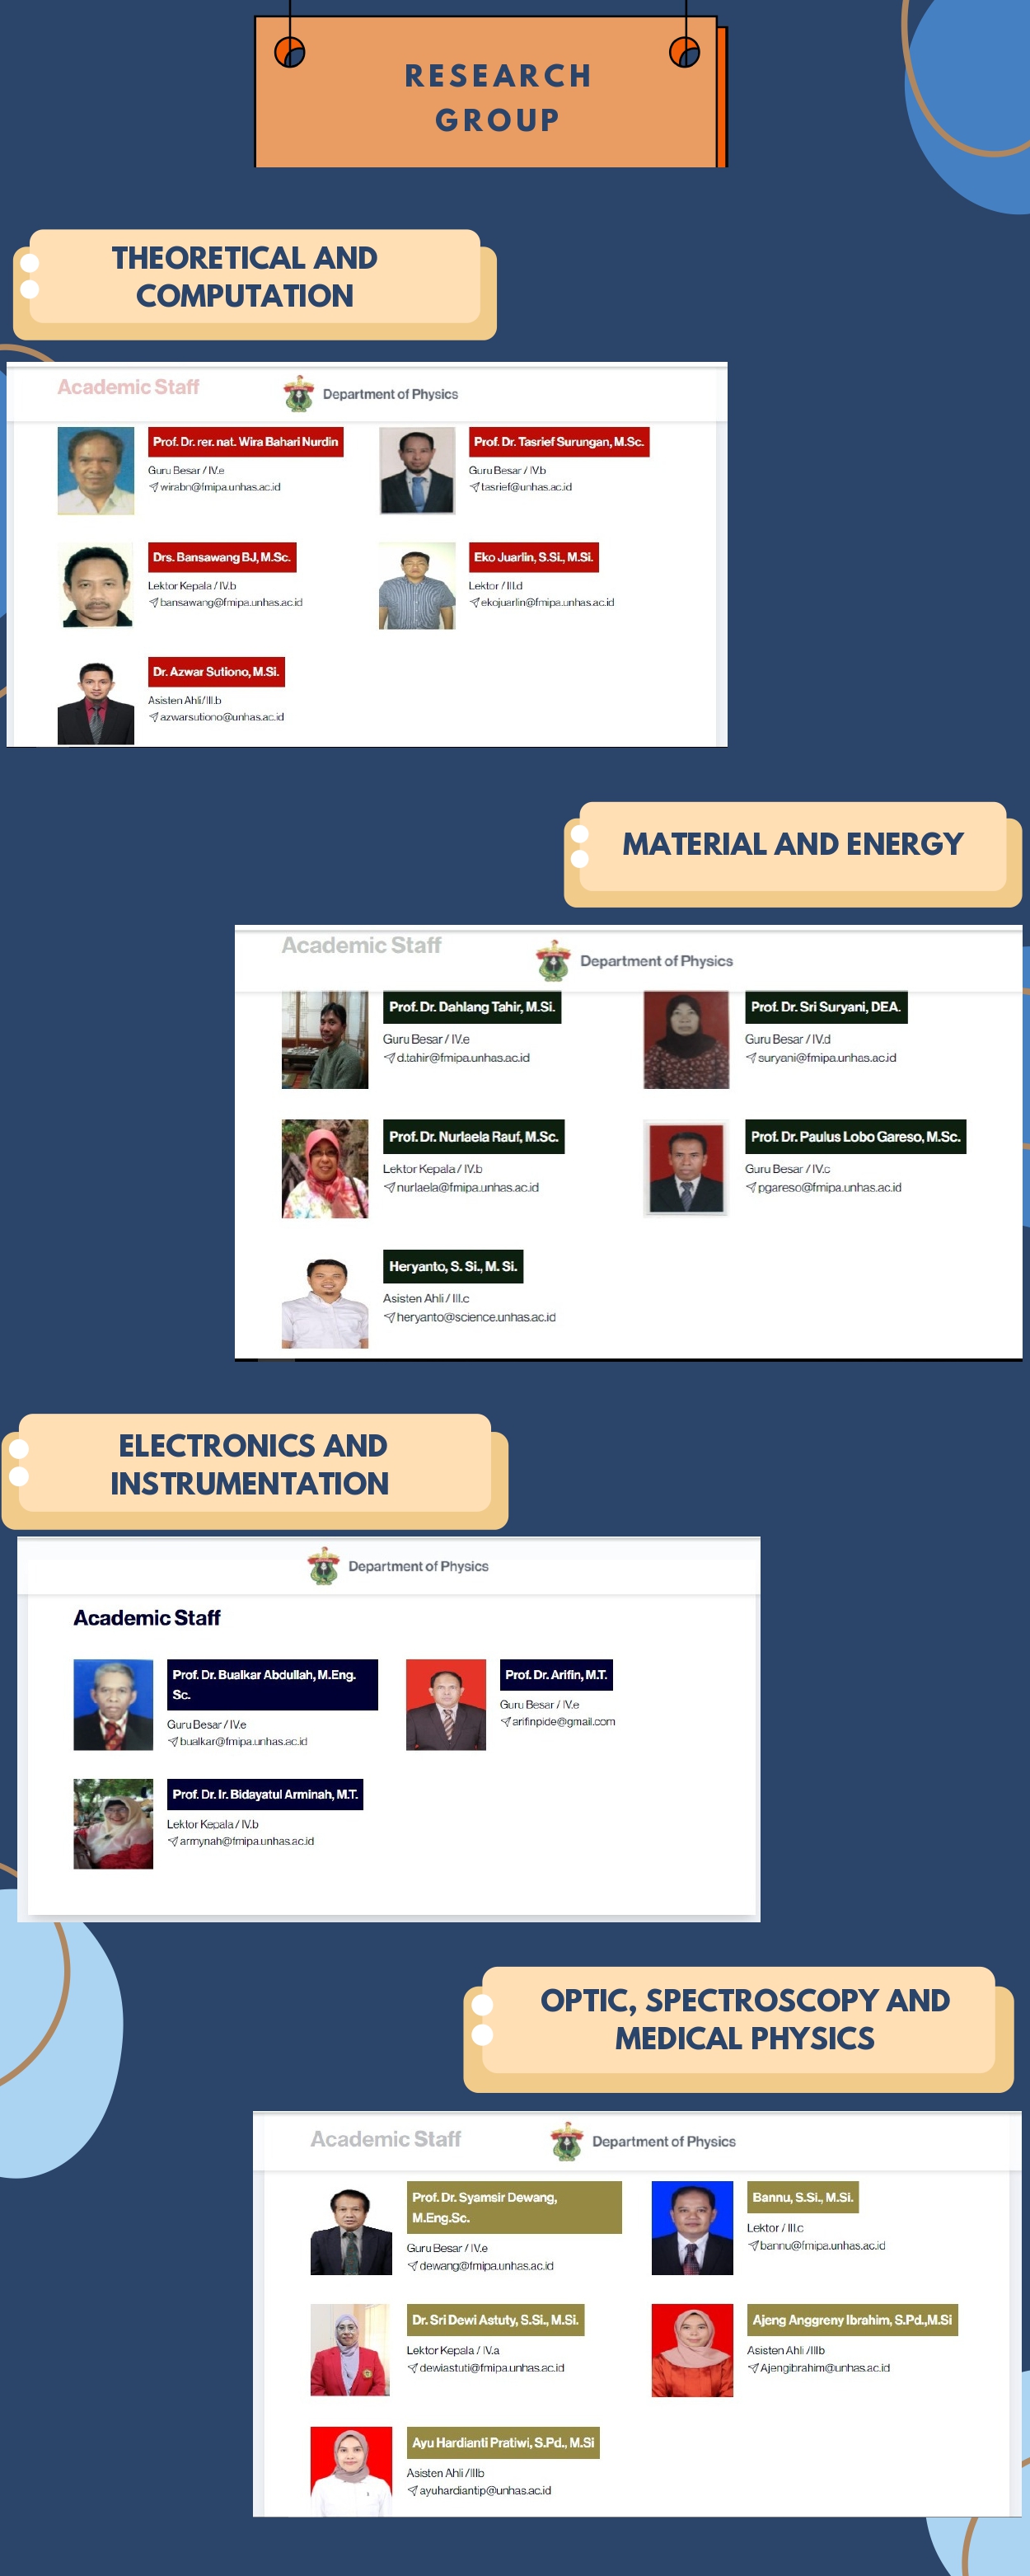 RESEARCH
GROUP
THEORETICAL AND
COMPUTATION
Academic Staff
Department of Physics
Prof. Dr. rer. nat. Wira Bahari Nurdin
Guru Besar / IV.e
wirabn@fmipa.unhas.ac.id
Prof. Dr. Tasrief Surungan, M.Sc.
Guru Besar / IV.b
tasrief@unhas.ac.id
Drs. Bansawang BJ, M.Sc.
Lektor Kepala / IV.b
bansawang@fmipa.unhas.ac.id
Eko Juarlin, S.Si., M.Si.
Lektor / III.d
ekojuarlin@fmipa.unhas.ac.id
Dr. Azwar Sutiono, M.Si.
Asisten Ahli/III.b
azwarsutiono@unhas.ac.id
MATERIAL AND ENERGY
Academic Staff
Department of Physics
Prof. Dr. Dahlang Tahir, M.Si.
Guru Besar / IV.e
d.tahir@fmipa.unhas.ac.id
Prof. Dr. Sri Suryani, DEA.
Guru Besar / IV.d
suryani@fmipa.unhas.ac.id
Prof. Dr. Nurlaela Rauf, M.Sc.
Lektor Kepala / IV.b
nurlaela@fmipa.unhas.ac.id
Prof. Dr. Paulus Lobo Gareso, M.Sc.
Guru Besar / IV.c
pgareso@fmipa.unhas.ac.id
Heryanto, S. Si., M. Si.
Asisten Ahli / III.c
heryanto@science.unhas.ac.id
ELECTRONICS AND
INSTRUMENTATION
Department of Physics
Academic Staff
Prof. Dr. Bualkar Abdullah, M.Eng.
Sc.
Guru Besar / IV.e
bualkar@fmipa.unhas.ac.id
Prof. Dr. Arifin, M.T.
Guru Besar / IV.e
arifinpide@gmail.com
Prof. Dr. Ir. Bidayatul Arminah, M.T.
Lektor Kepala / IV.b
armynah@fmipa.unhas.ac.id
OPTIC, SPECTROSCOPY AND
MEDICAL PHYSICS
Academic Staff
Department of Physics
Prof. Dr. Syamsir Dewang,
M.Eng.Sc.
Guru Besar / IV.e
dewang@fmipa.unhas.ac.id
Bannu, S.Si., M.Si.
Lektor / III.c
bannu@fmipa.unhas.ac.id
Dr. Sri Dewi Astuty, S.Si., M.Si.
Lektor Kepala / IV.a
dewiastuti@fmipa.unhas.ac.id
Ajeng Anggreny Ibrahim, S.Pd.,M.Si
Asisten Ahli /IIIb
Ajengibrahim@unhas.ac.id
Ayu Hardianti Pratiwi, S.Pd., M.Si
Asisten Ahli /IIIb
ayuhardiantip@unhas.ac.id